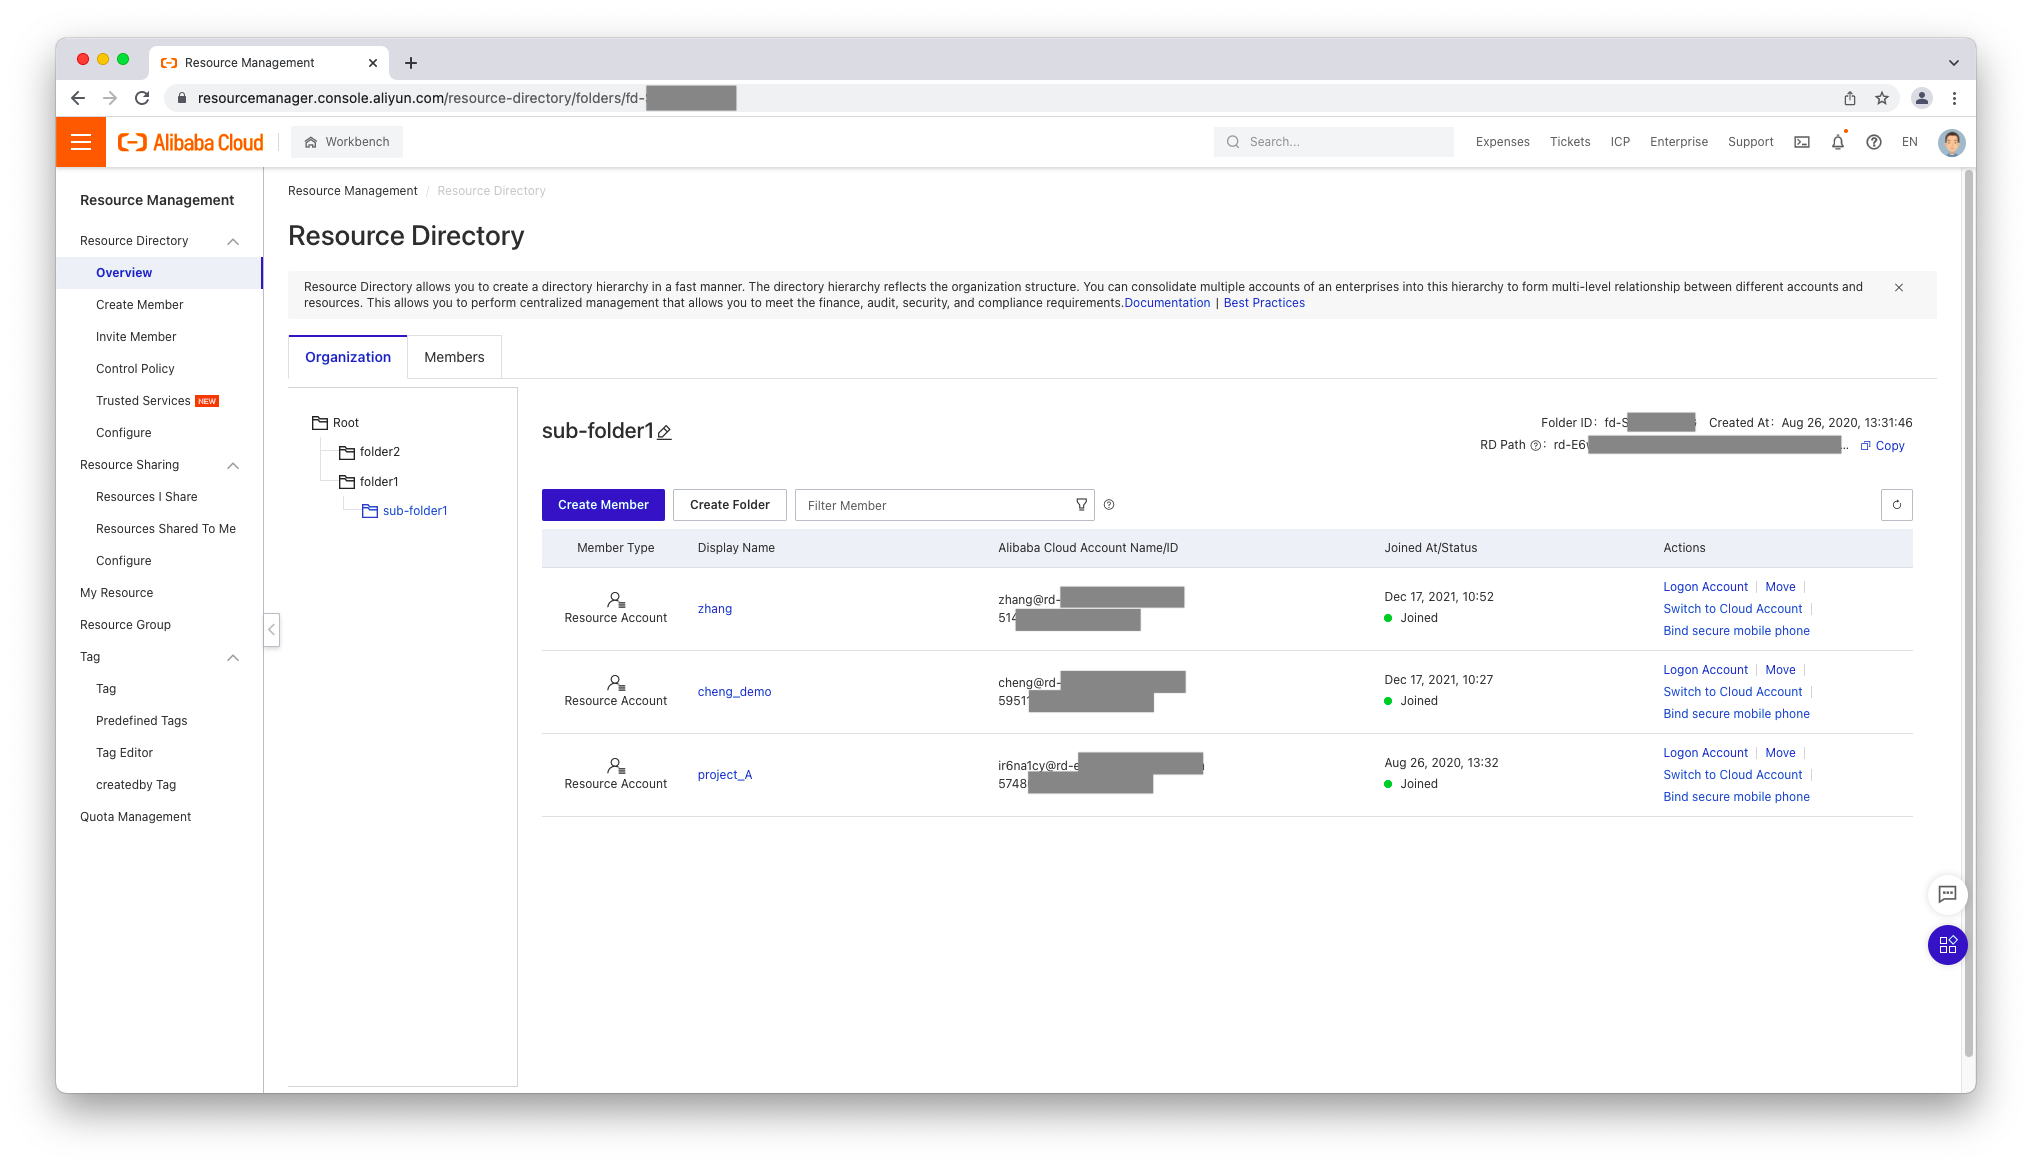 Resource Management
resourcemanager.console.aliyun.com/resource-directory/folders/fd-
Alibaba Cloud
Workbench
Search...
Expenses
Tickets
ICP
Enterprise
Support
EN
Resource Management
Resource Directory
Overview
Create Member
Invite Member
Control Policy
Trusted Services NEW
Configure
Resource Sharing
Resources I Share
Resources Shared To Me
Configure
My Resource
Resource Group
Tag
Tag
Predefined Tags
Tag Editor
createdby Tag
Quota Management
Resource Management / Resource Directory
Resource Directory
Resource Directory allows you to create a directory hierarchy in a fast manner. The directory hierarchy reflects the organization structure. You can consolidate multiple accounts of an enterprises into this hierarchy to form multi-level relationship between different accounts and
resources. This allows you to perform centralized management that allows you to meet the finance, audit, security, and compliance requirements.Documentation | Best Practices
Organization
Members
Root
folder2
folder1
sub-folder1
sub-folder1
Folder ID: fd-S Created At: Aug 26, 2020, 13:31:46
RD Path : rd-E6 ... Copy
Create Member
Create Folder
Filter Member
Member Type
Display Name
Alibaba Cloud Account Name/ID
Joined At/Status
Actions
Resource Account
zhang
zhang@rd-
514
Dec 17, 2021, 10:52
Joined
Logon Account
Move
Switch to Cloud Account
Bind secure mobile phone
Resource Account
cheng_demo
cheng@rd-
5951
Dec 17, 2021, 10:27
Joined
Logon Account
Move
Switch to Cloud Account
Bind secure mobile phone
Resource Account
project_A
ir6na1cy@rd-e
5748
Aug 26, 2020, 13:32
Joined
Logon Account
Move
Switch to Cloud Account
Bind secure mobile phone